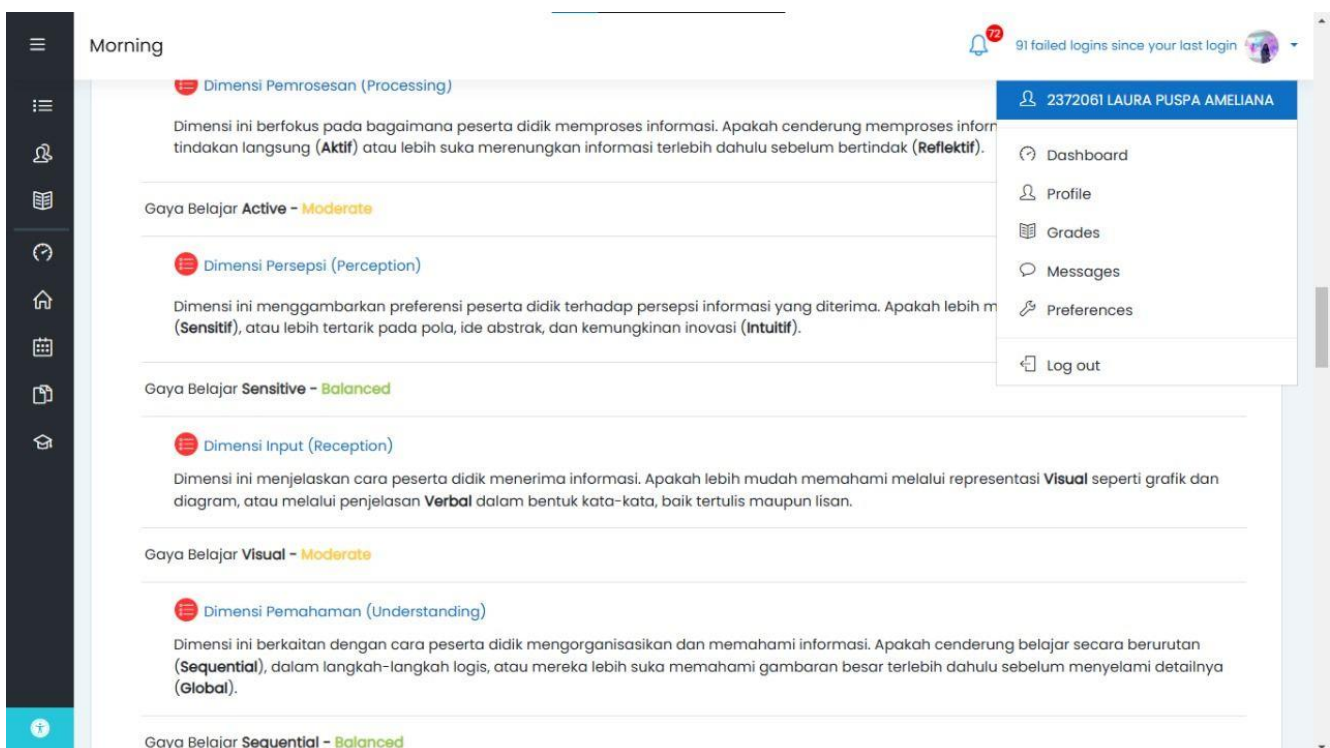 Morning
72
91 failed logins since your last login
Dimensi Pemrosesan (Processing)
2372061 LAURA PUSPA AMELIANA
Dimensi ini berfokus pada bagaimana peserta didik memproses informasi. Apakah cenderung memproses inform
tindakan langsung (Aktif) atau lebih suka merenungkan informasi terlebih dahulu sebelum bertindak (Reflektif).
Dashboard
Profile
Gaya Belajar Active - Moderate
Grades
Dimensi Persepsi (Perception)
Messages
Dimensi ini menggambarkan preferensi peserta didik terhadap persepsi informasi yang diterima. Apakah lebih m
Preferences
(Sensitif), atau lebih tertarik pada pola, ide abstrak, dan kemungkinan inovasi (Intuitif).
Log out
Gaya Belajar Sensitive - Balanced
Dimensi Input (Reception)
Dimensi ini menjelaskan cara peserta didik menerima informasi. Apakah lebih mudah memahami melalui representasi Visual seperti grafik dan
diagram, atau melalui penjelasan Verbal dalam bentuk kata-kata, baik tertulis maupun lisan.
Gaya Belajar Visual - Moderate
Dimensi Pemahaman (Understanding)
Dimensi ini berkaitan dengan cara peserta didik mengorganisasikan dan memahami informasi. Apakah cenderung belajar secara berurutan
(Sequential), dalam langkah-langkah logis, atau mereka lebih suka memahami gambaran besar terlebih dahulu sebelum menyelami detailnya
(Global).
Gaya Belajar Sequential - Balanced